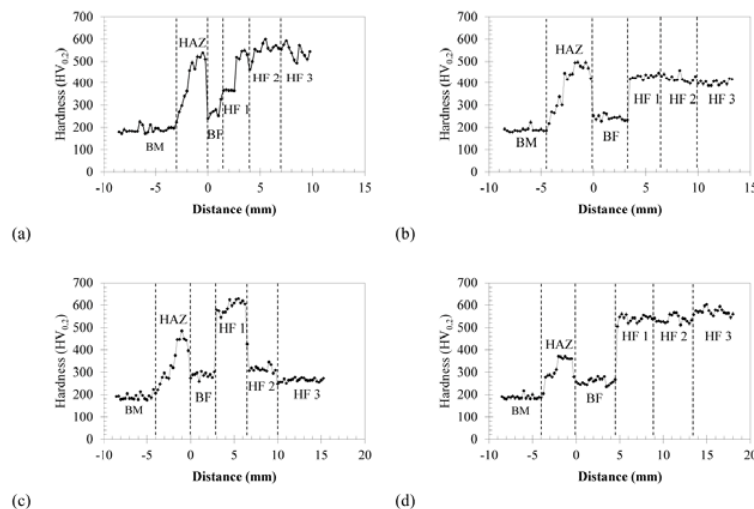 700
600
500
400
300
200
100
0
Hardness (HV0.2)
HAZ
BM
BF
HF 1
HF 2
HF 3
-10 -5 0 5 10 15
Distance (mm)
(a)
700
600
500
400
300
200
100
0
Hardness (HV0.2)
HAZ
BM
BF
HF 1
HF 2
HF 3
-10 -5 0 5 10 15
Distance (mm)
(b)
700
600
500
400
300
200
100
0
Hardness (HV0.2)
HAZ
BM
BF
HF 1
HF 2
HF 3
-10 -5 0 5 10 15 20
Distance (mm)
(c)
700
600
500
400
300
200
100
0
Hardness (HV0.2)
HAZ
BM
BF
HF 1
HF 2
HF 3
-10 -5 0 5 10 15 20
Distance (mm)
(d)